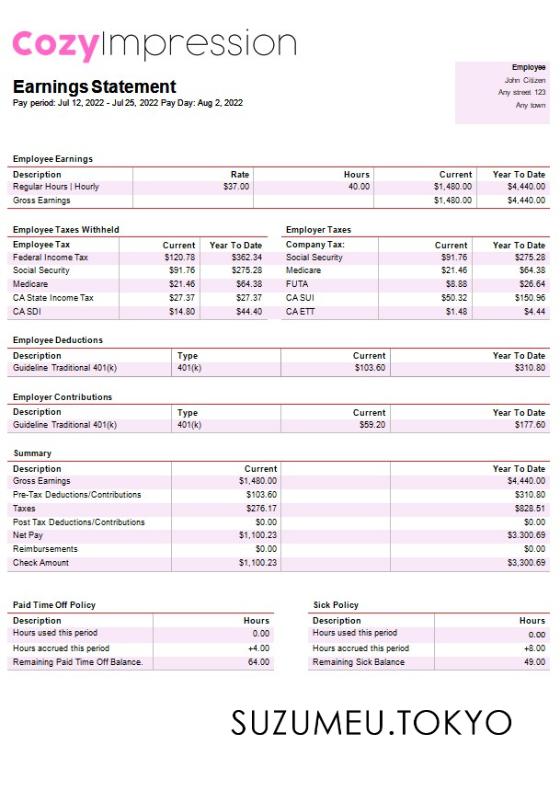 CozyImpression
Earnings Statement
Pay period: Jul 12, 2022 - Jul 25, 2022 Pay Day: Aug 2, 2022
Employee
John Citizen
Any street 123
Any town
Employee Earnings
Description Rate Hours Current Year To Date
Regular Hours | Hourly $37.00 40.00 $1,480.00 $4,440.00
Gross Earnings $1,480.00 $4,440.00
Employee Taxes Withheld
Employee Tax Current Year To Date
Federal Income Tax $120.78 $362.34
Social Security $91.76 $275.28
Medicare $21.46 $64.38
CA State Income Tax $27.37 $27.37
CA SDI $14.80 $44.40
Employer Taxes
Company Tax: Current Year To Date
Social Security $91.76 $275.28
Medicare $21.46 $64.38
FUTA $8.88 $26.64
CA SUI $50.32 $150.96
CA ETT $1.48 $4.44
Employee Deductions
Description Type Current Year To Date
Guideline Traditional 401(k) 401(k) $103.60 $310.80
Employer Contributions
Description Type Current Year To Date
Guideline Traditional 401(k) 401(k) $59.20 $177.60
Summary
Description Current Year To Date
Gross Earnings $1,480.00 $4,440.00
Pre-Tax Deductions/Contributions $103.60 $310.80
Taxes $276.17 $828.51
Post Tax Deductions/Contributions $0.00 $0.00
Net Pay $1,100.23 $3.300.69
Reimbursements $0.00 $0.00
Check Amount $1,100.23 $3,300.69
Paid Time Off Policy
Description Hours
Hours used this period 0.00
Hours accrued this period +4.00
Remaining Paid Time Off Balance. 64.00
Sick Policy
Description Hours
Hours used this period 0.00
Hours accrued this period +8.00
Remaining Sick Balance 49.00
SUZUMEU.TOKYO